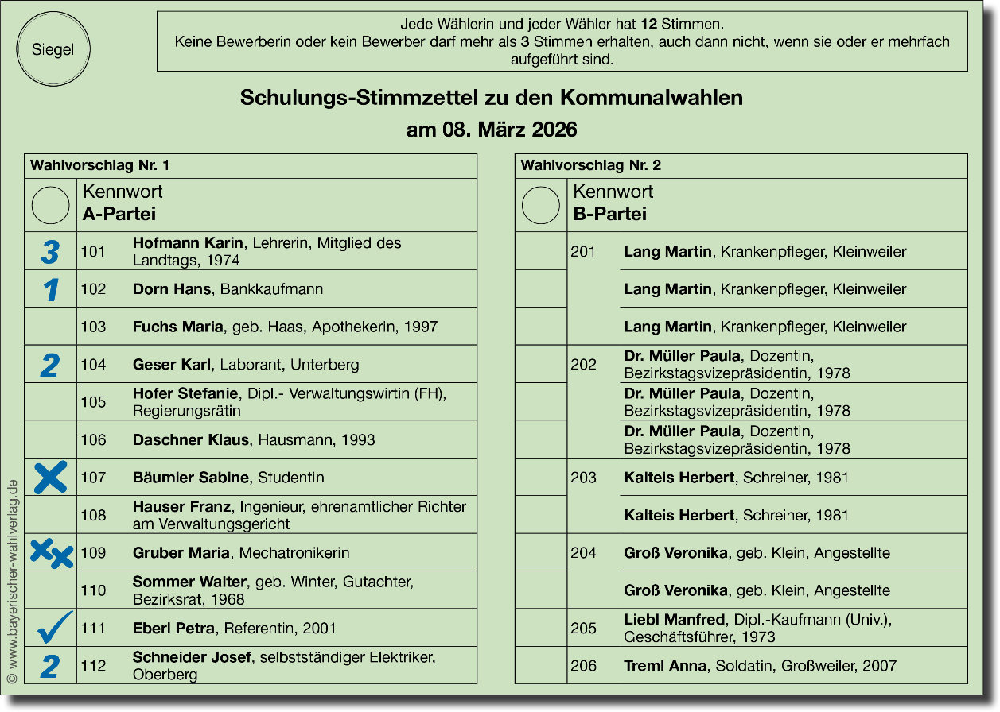 Siegel
Jede Wählerin und jeder Wähler hat 12 Stimmen.
Keine Bewerberin oder kein Bewerber darf mehr als 3 Stimmen erhalten, auch dann nicht, wenn sie oder er mehrfach
aufgeführt sind.
Schulungs-Stimmzettel zu den Kommunalwahlen
am 08. März 2026
Wahlvorschlag Nr. 1
Kennwort
A-Partei
3 101 Hofmann Karin, Lehrerin, Mitglied des
Landtags, 1974
1 102 Dorn Hans, Bankkaufmann
103 Fuchs Maria, geb. Haas, Apothekerin, 1997
2 104 Geser Karl, Laborant, Unterberg
105 Hofer Stefanie, Dipl.- Verwaltungswirtin (FH),
Regierungsrätin
106 Daschner Klaus, Hausmann, 1993
107 Bäumler Sabine, Studentin
108 Hauser Franz, Ingenieur, ehrenamtlicher Richter
am Verwaltungsgericht
109 Gruber Maria, Mechatronikerin
110 Sommer Walter, geb. Winter, Gutachter,
Bezirksrat, 1968
111 Eberl Petra, Referentin, 2001
2 112 Schneider Josef, selbstständiger Elektriker,
Oberberg
Wahlvorschlag Nr. 2
Kennwort
B-Partei
201 Lang Martin, Krankenpfleger, Kleinweiler
Lang Martin, Krankenpfleger, Kleinweiler
Lang Martin, Krankenpfleger, Kleinweiler
202 Dr. Müller Paula, Dozentin,
Bezirkstagsvizepräsidentin, 1978
Dr. Müller Paula, Dozentin,
Bezirkstagsvizepräsidentin, 1978
Dr. Müller Paula, Dozentin,
Bezirkstagsvizepräsidentin, 1978
203 Kalteis Herbert, Schreiner, 1981
Kalteis Herbert, Schreiner, 1981
204 Groß Veronika, geb. Klein, Angestellte
Groß Veronika, geb. Klein, Angestellte
205 Liebl Manfred, Dipl.-Kaufmann (Univ.),
Geschäftsführer, 1973
206 Treml Anna, Soldatin, Großweiler, 2007
© www.bayerischer-wahlverlag.de